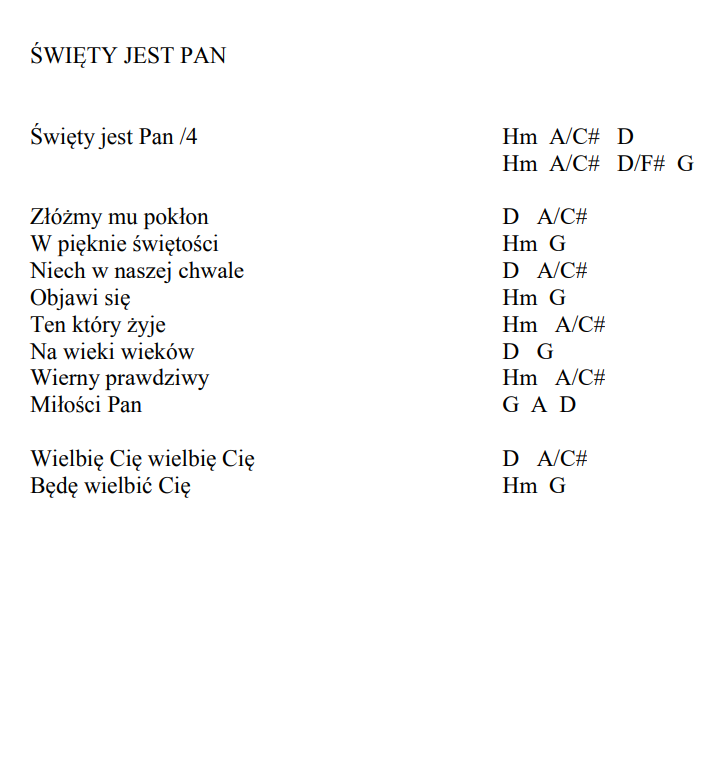 ŚWIĘTY JEST PAN
Święty jest Pan /4 Hm A/C# D
Hm A/C# D/F# G
Złóżmy mu pokłon D A/C#
W pięknie świętości Hm G
Niech w naszej chwale D A/C#
Objawi się Hm G
Ten który żyje Hm A/C#
Na wieki wieków D G
Wierny prawdziwy Hm A/C#
Miłości Pan G A D
Wielbię Cię wielbię Cię D A/C#
Będę wielbić Cię Hm G